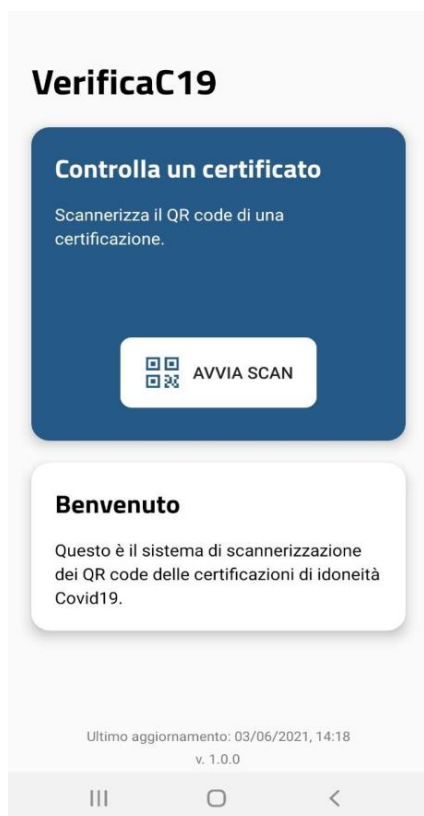 VerificaC19
Controlla un certificato
Scannerizza il QR code di una
certificazione.
AVVIA SCAN
Benvenuto
Questo è il sistema di scannerizzazione
dei QR code delle certificazioni di idoneità
Covid19.
Ultimo aggiornamento: 03/06/2021, 14:18
v. 1.0.0